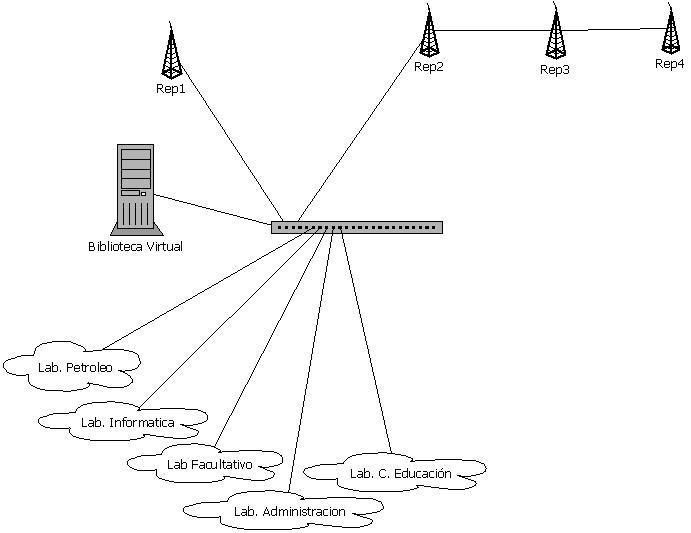 Rep1
Rep2
Rep3
Rep4
Biblioteca Virtual
Lab. Petroleo
Lab. Informatica
Lab Facultativo
Lab. C. Educación
Lab. Administracion